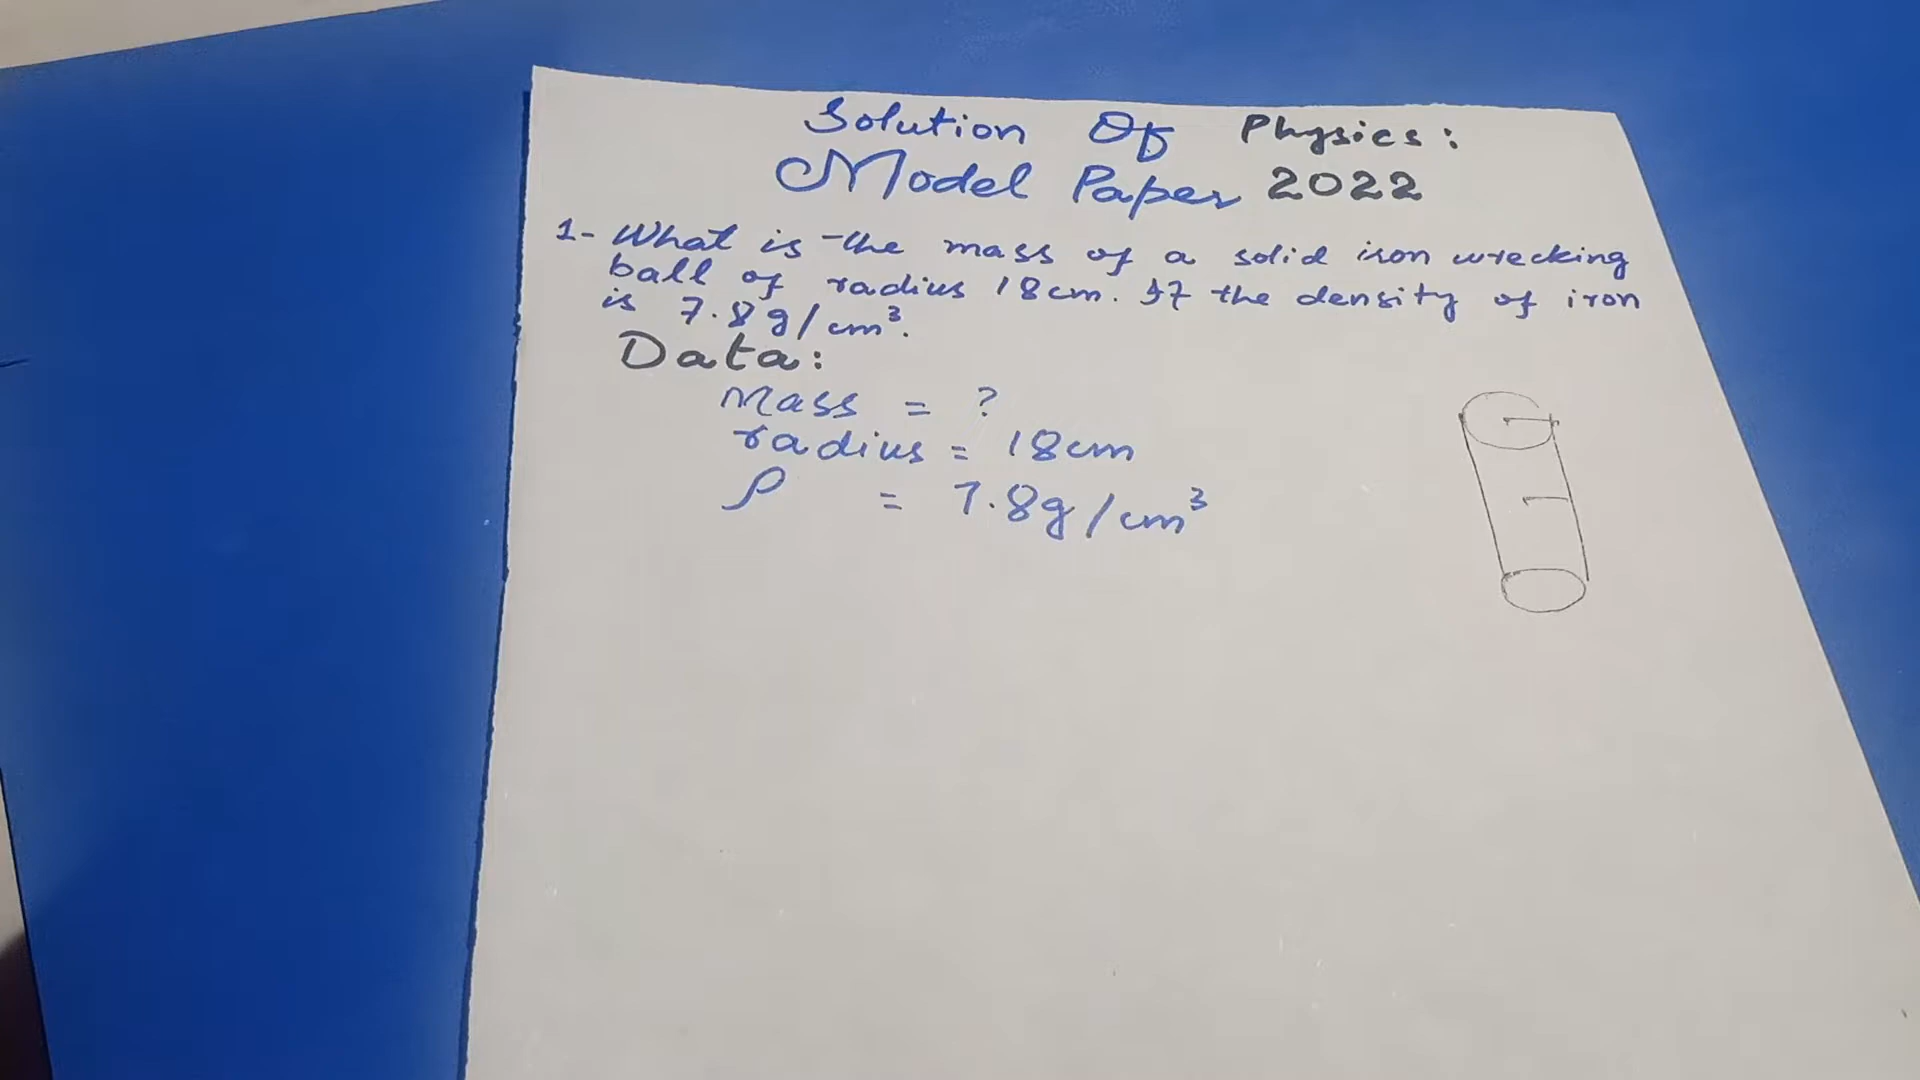 Solution Of Physics:
Model Paper 2022
1- What is the mass of a solid iron wrecking
ball of radius 18cm. If the density of iron
is 7.8g/cm³.
Data:
Mass = ?
radius = 18cm
ρ = 7.8g/cm³